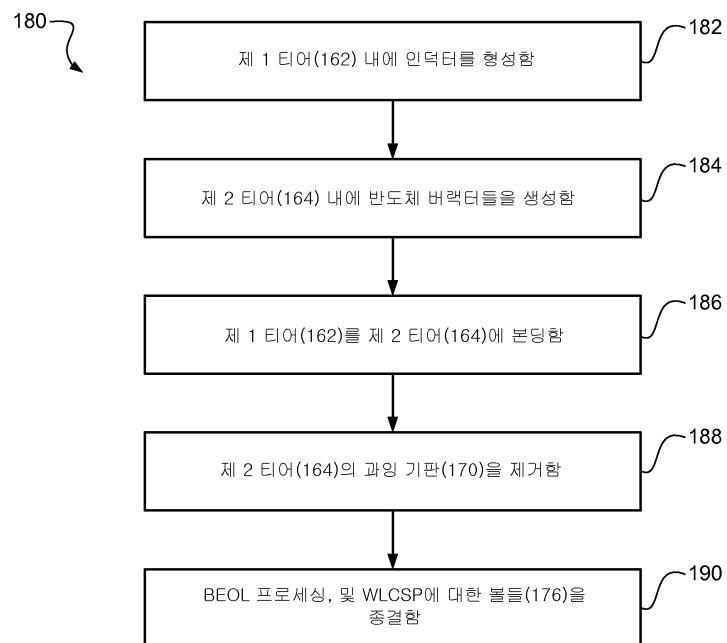 180
182
제 1 티어(162) 내에 인덕터를 형성함
184
제 2 티어(164) 내에 반도체 버랙터들을 생성함
186
제 1 티어(162)를 제 2 티어(164)에 본딩함
188
제 2 티어(164)의 과잉 기판(170)을 제거함
190
BEOL 프로세싱, 및 WLCSP에 대한 볼들(176)을
종결함